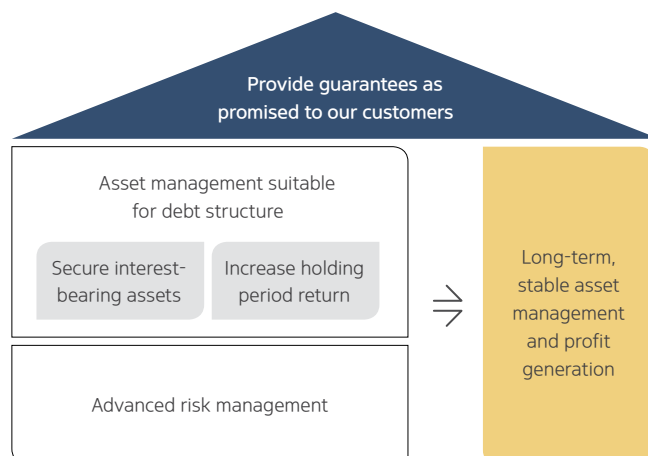 Provide guarantees as
promised to our customers
Asset management suitable
for debt structure
Secure interest-
bearing assets
Increase holding
period return
Advanced risk management
Long-term,
stable asset
management
and profit
generation